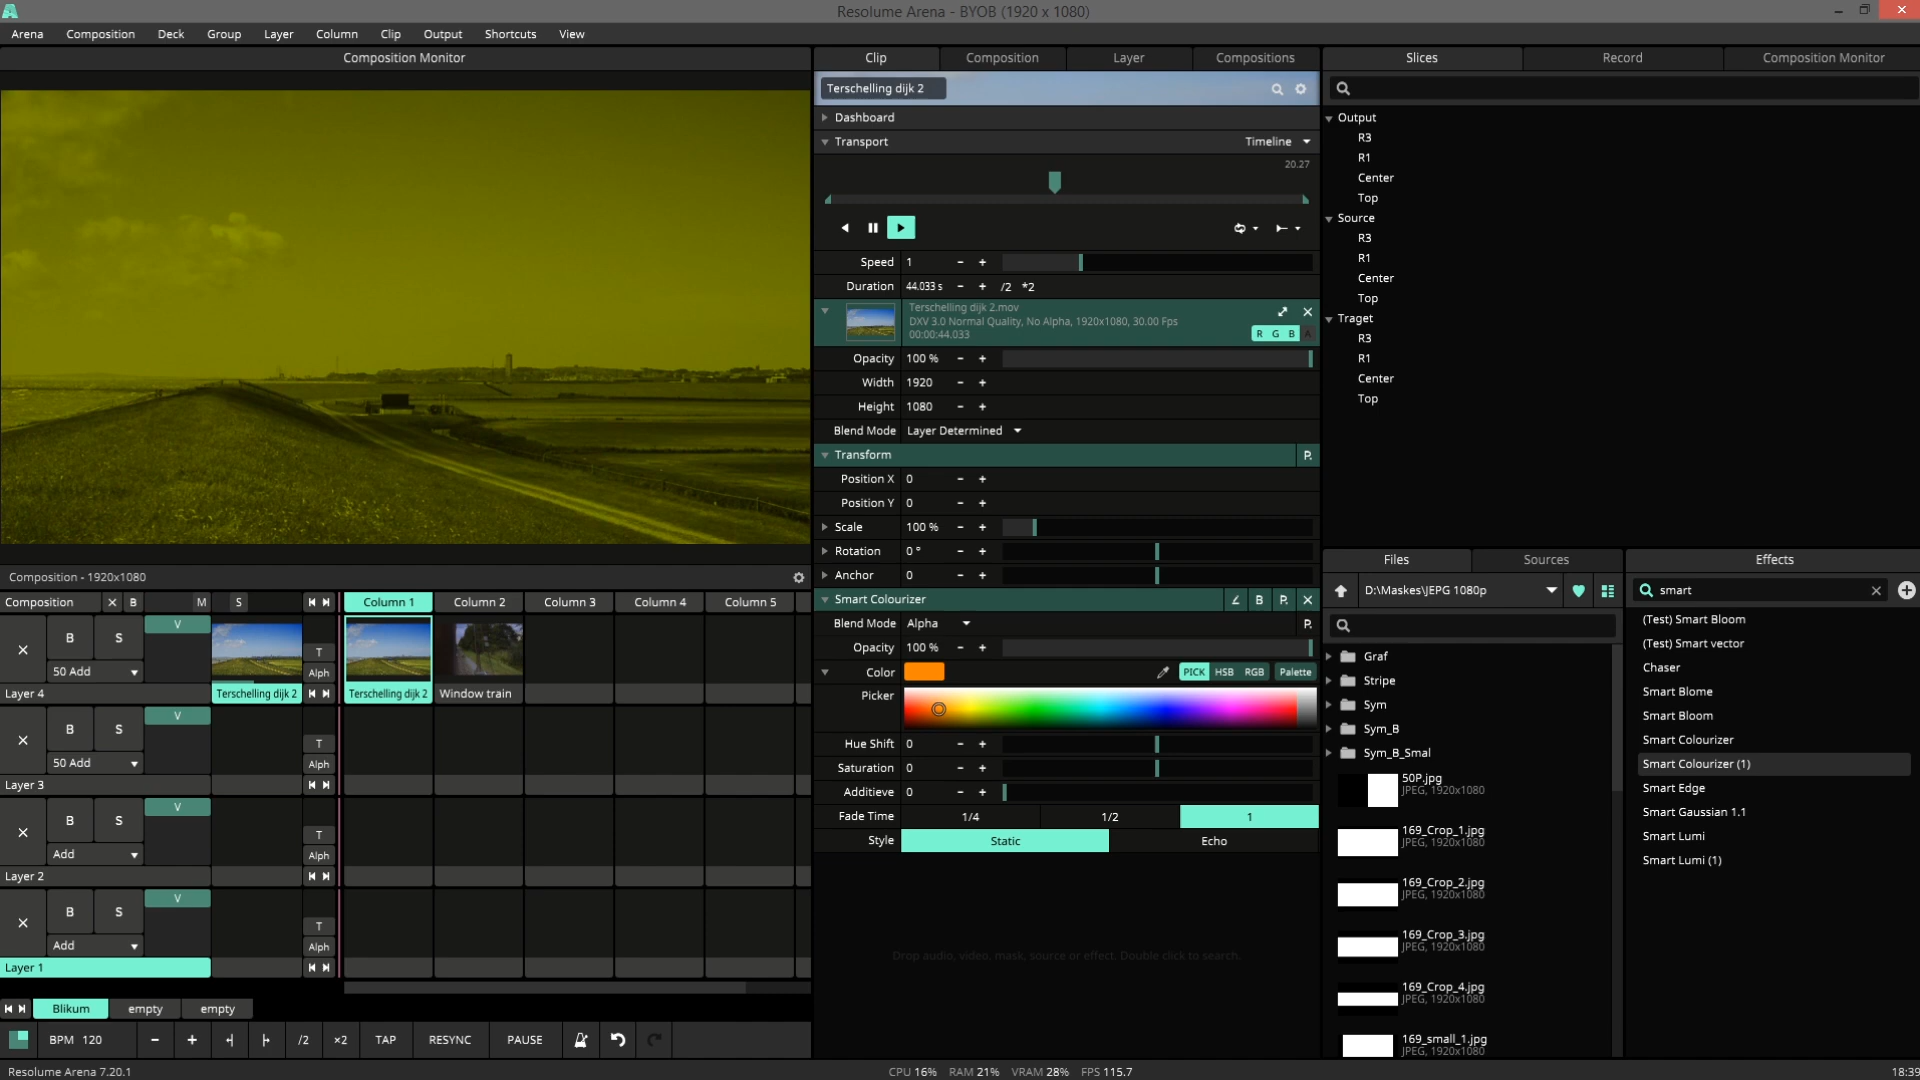 Resolume Arena - BYOB (1920 x 1080)
Arena Composition Deck Group Layer Column Clip Output Shortcuts View
Composition Monitor
Composition - 1920x1080
Composition X B M S Column 1 Column 2 Column 3 Column 4 Column 5
B S V T
50 Add Alph
Layer 4 Terschelling dijk 2 Terschelling dijk 2 Window train
B S V T
50 Add Alph
Layer 3
B S V T
Add Alph
Layer 2
B S V T
Add Alph
Layer 1
Blikum empty empty
BPM 120 - + /2 ×2 TAP RESYNC PAUSE
Resolume Arena 7.20.1
Clip Composition Layer Compositions
Terschelling dijk 2
Dashboard
Transport Timeline
20.27
Speed 1 - +
Duration 44.033 s - + /2 *2
Terschelling dijk 2.mov
DXV 3.0 Normal Quality, No Alpha, 1920x1080, 30.00 Fps
00:00:44.033
R G B A
Opacity 100 % - +
Width 1920 - +
Height 1080 - +
Blend Mode Layer Determined
Transform P.
Position X 0 - +
Position Y 0 - +
Scale 100 % - +
Rotation 0 ° - +
Anchor 0 - +
Smart Colourizer B P.
Blend Mode Alpha P.
Opacity 100 % - +
Color PICK HSB RGB Palette
Picker
Hue Shift 0 - +
Saturation 0 - +
Additieve 0 - +
Fade Time 1/4 1/2 1
Style Static Echo
Drop audio, video, mask, source or effect. Double click to search.
CPU 16% RAM 21% VRAM 28% FPS 115.7
Slices Record Composition Monitor
Output
R3
R1
Center
Top
Source
R3
R1
Center
Top
Traget
R3
R1
Center
Top
Files Sources
D:\Maskes\JEPG 1080p
Graf
Stripe
Sym
Sym_B
Sym_B_Smal
50P.jpg
JPEG, 1920x1080
169_Crop_1.jpg
JPEG, 1920x1080
169_Crop_2.jpg
JPEG, 1920x1080
169_Crop_3.jpg
JPEG, 1920x1080
169_Crop_4.jpg
JPEG, 1920x1080
169_small_1.jpg
JPEG, 1920x1080
Effects
smart
(Test) Smart Bloom
(Test) Smart vector
Chaser
Smart Blome
Smart Bloom
Smart Colourizer
Smart Colourizer (1)
Smart Edge
Smart Gaussian 1.1
Smart Lumi
Smart Lumi (1)
18:39